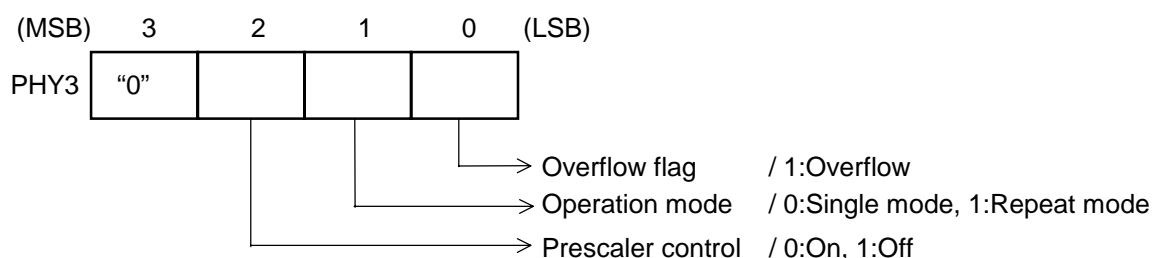 (MSB) 3 2 1 0 (LSB)
PHY3 “0”
Overflow flag / 1:Overflow
Operation mode / 0:Single mode, 1:Repeat mode
Prescaler control / 0:On, 1:Off